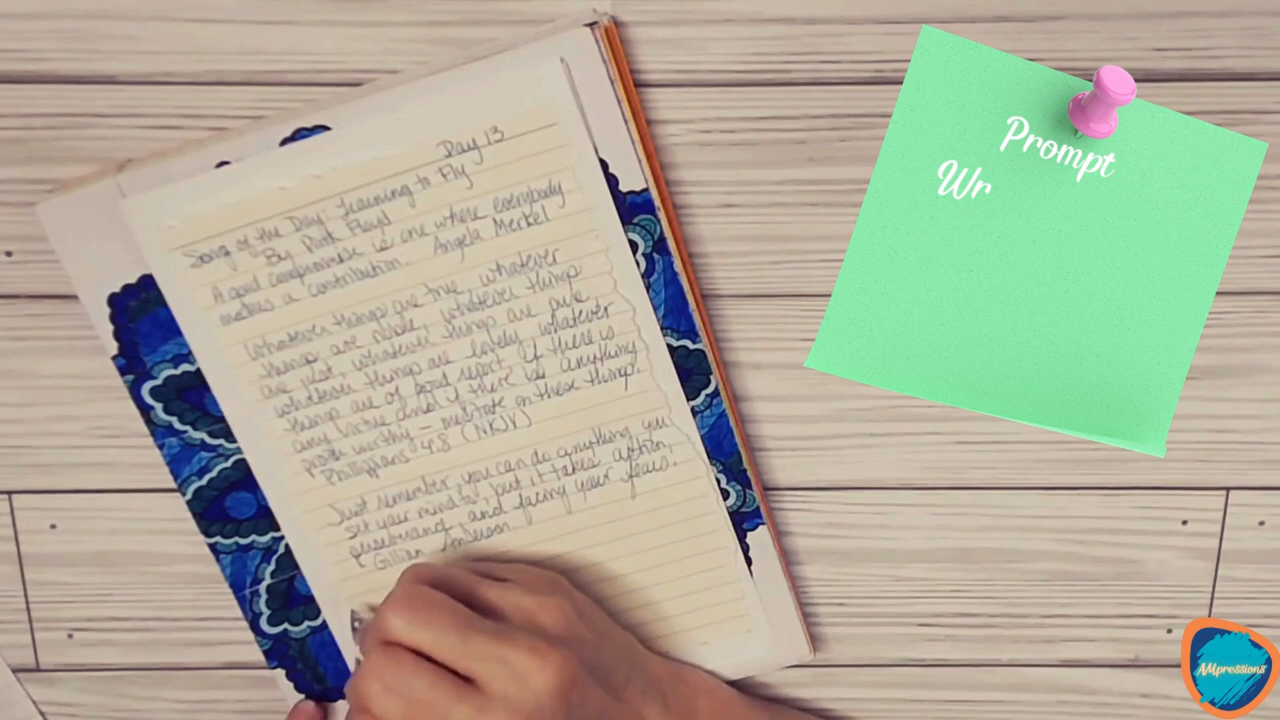 Day 13
Song of the Day: Learning to Fly
By Pink Floyd
A good compromise is one where everybody
makes a contribution. Angela Merkel
Whatever things are true, whatever
things are noble, whatever things
are just, whatever things are pure
whatever things are lovely, whatever
things are of good report, if there is
any virtue and if there is anything
praise worthy – meditate on these things.
Phillipians 4:8 (NKJV)
Just remember, you can do anything you
set your mind to, but it takes action,
and facing your fears.
Gillian Anderson
Prompt
Wr
AMpressions